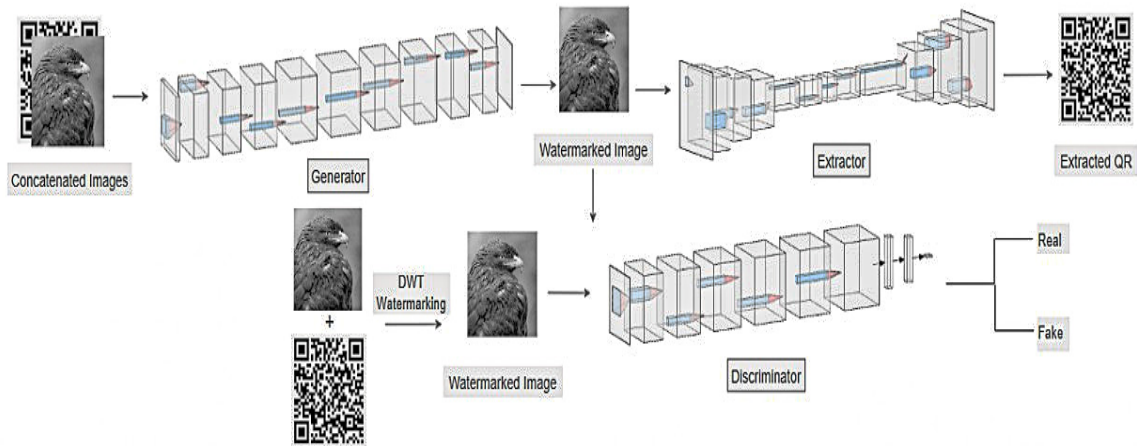 Concatenated Images
Generator
Watermarked Image
Extractor
Extracted QR
+
DWT
Watermarking
Watermarked Image
Discriminator
Real
Fake